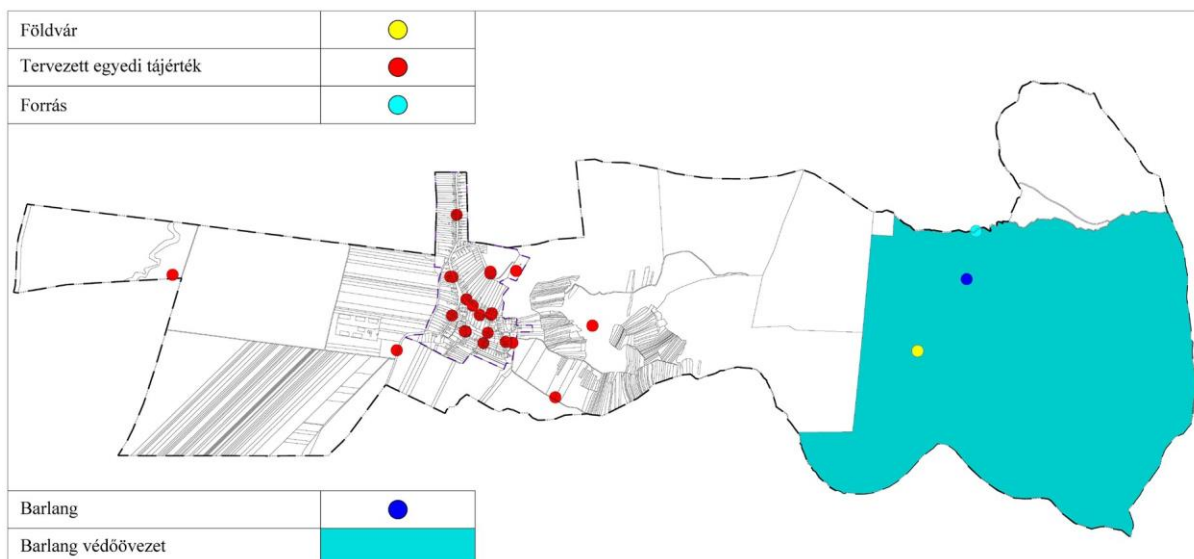 Földvár
Tervezett egyedi tájérték
Forrás
Barlang
Barlang védőövezet